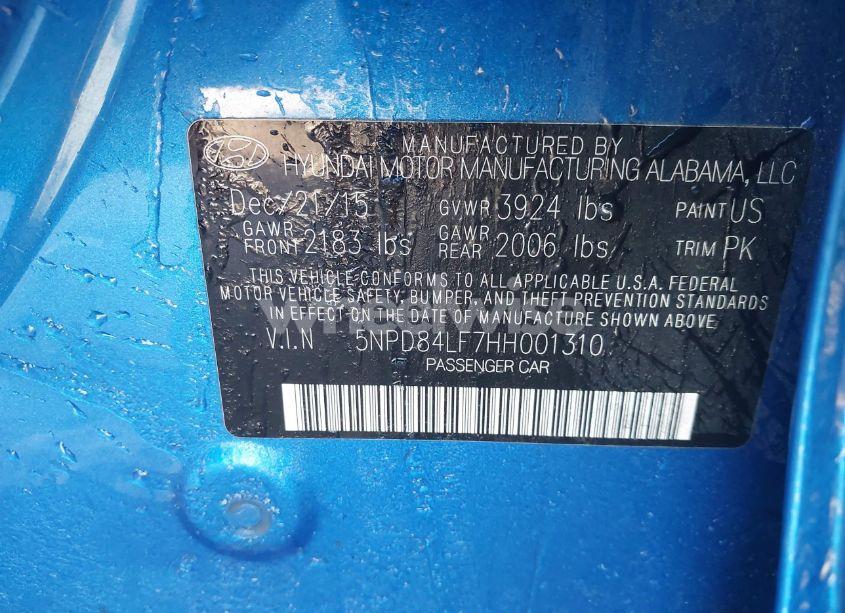 MANUFACTURED BY
HYUNDAI MOTOR MANUFACTURING ALABAMA, LLC
Dec/21/15 GVWR 3924 lbs PAINT US
GAWR FRONT 2183 lbs GAWR REAR 2006 lbs TRIM PK
THIS VEHICLE CONFORMS TO ALL APPLICABLE U.S.A. FEDERAL
MOTOR VEHICLE SAFETY, BUMPER, AND THEFT PREVENTION STANDARDS
IN EFFECT ON THE DATE OF MANUFACTURE SHOWN ABOVE.
V.I.N 5NPD84LF7HH001310
PASSENGER CAR